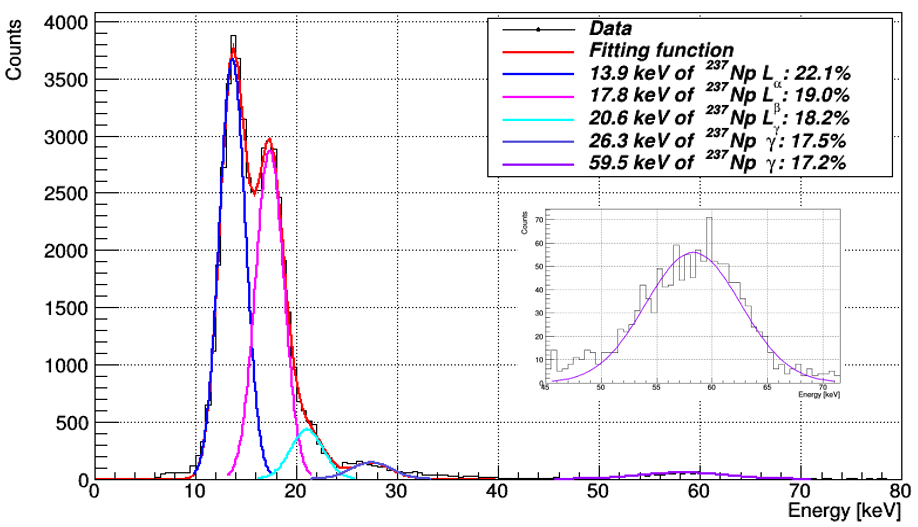 Counts
4000
3500
3000
2500
2000
1500
1000
500
0
0 10 20 30 40 50 60 70 80
Energy [keV]
Data
Fitting function
13.9 keV of ²³⁷Np Lα: 22.1%
17.8 keV of ²³⁷Np Lβ: 19.0%
20.6 keV of ²³⁷Np Lγ: 18.2%
26.3 keV of ²³⁷Np γ: 17.5%
59.5 keV of ²³⁷Np γ: 17.2%
Counts
70
60
50
40
30
20
10
0
45 50 55 60 65 70
Energy [keV]